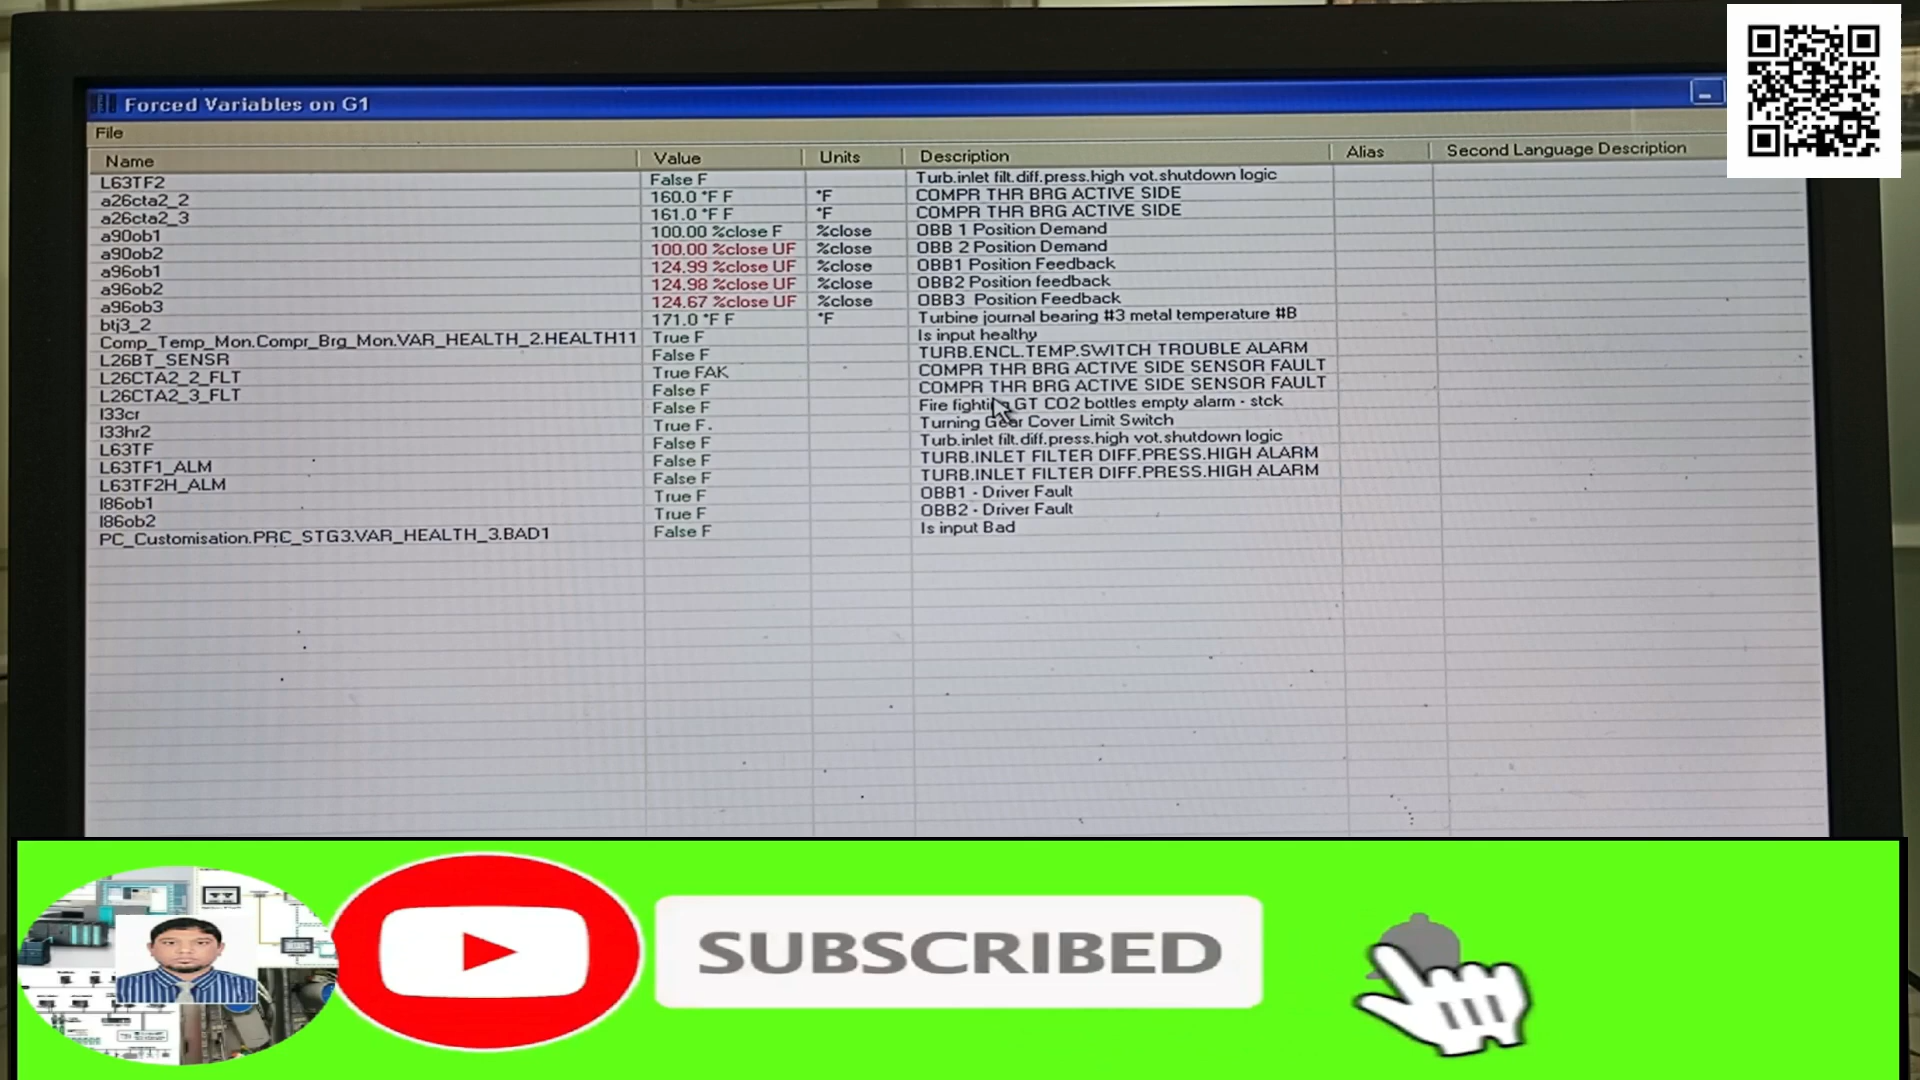 Forced Variables on G1
File
Name Value Units Description Alias Second Language Description
L63TF2 False F Turb.inlet filt.diff.press.high vot.shutdown logic
a26cta2_2 160.0 °F F °F COMPR THR BRG ACTIVE SIDE
a26cta2_3 161.0 °F F °F COMPR THR BRG ACTIVE SIDE
a90ob1 100.00 %close F %close OBB 1 Position Demand
a90ob2 100.00 %close UF %close OBB 2 Position Demand
a96ob1 124.99 %close UF %close OBB1 Position Feedback
a96ob2 124.98 %close UF %close OBB2 Position feedback
a96ob3 124.67 %close UF %close OBB3 Position Feedback
btj3_2 171.0 °F F °F Turbine journal bearing #3 metal temperature #B
Comp_Temp_Mon.Compr_Brg_Mon.VAR_HEALTH_2.HEALTH11 True F Is input healthy
L26BT_SENSR False F TURB.ENCL.TEMP.SWITCH TROUBLE ALARM
L26CTA2_2_FLT True FAK COMPR THR BRG ACTIVE SIDE SENSOR FAULT
L26CTA2_3_FLT False F COMPR THR BRG ACTIVE SIDE SENSOR FAULT
l33cr False F Fire fighting GT CO2 bottles empty alarm - stck
l33hr2 True F Turning Gear Cover Limit Switch
L63TF False F Turb.inlet filt.diff.press.high vot.shutdown logic
L63TF1_ALM False F TURB.INLET FILTER DIFF.PRESS.HIGH ALARM
L63TF2H_ALM False F TURB.INLET FILTER DIFF.PRESS.HIGH ALARM
l86ob1 True F OBB1 - Driver Fault
l86ob2 True F OBB2 - Driver Fault
PC_Customisation.PRC_STG3.VAR_HEALTH_3.BAD1 False F Is input Bad
SUBSCRIBED